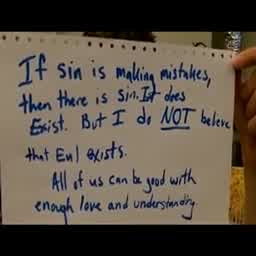 If sin is making mistakes,
then there is sin. It does
Exist. But I do NOT believe
that Evil exists.
All of us can be good with
enough love and understanding.